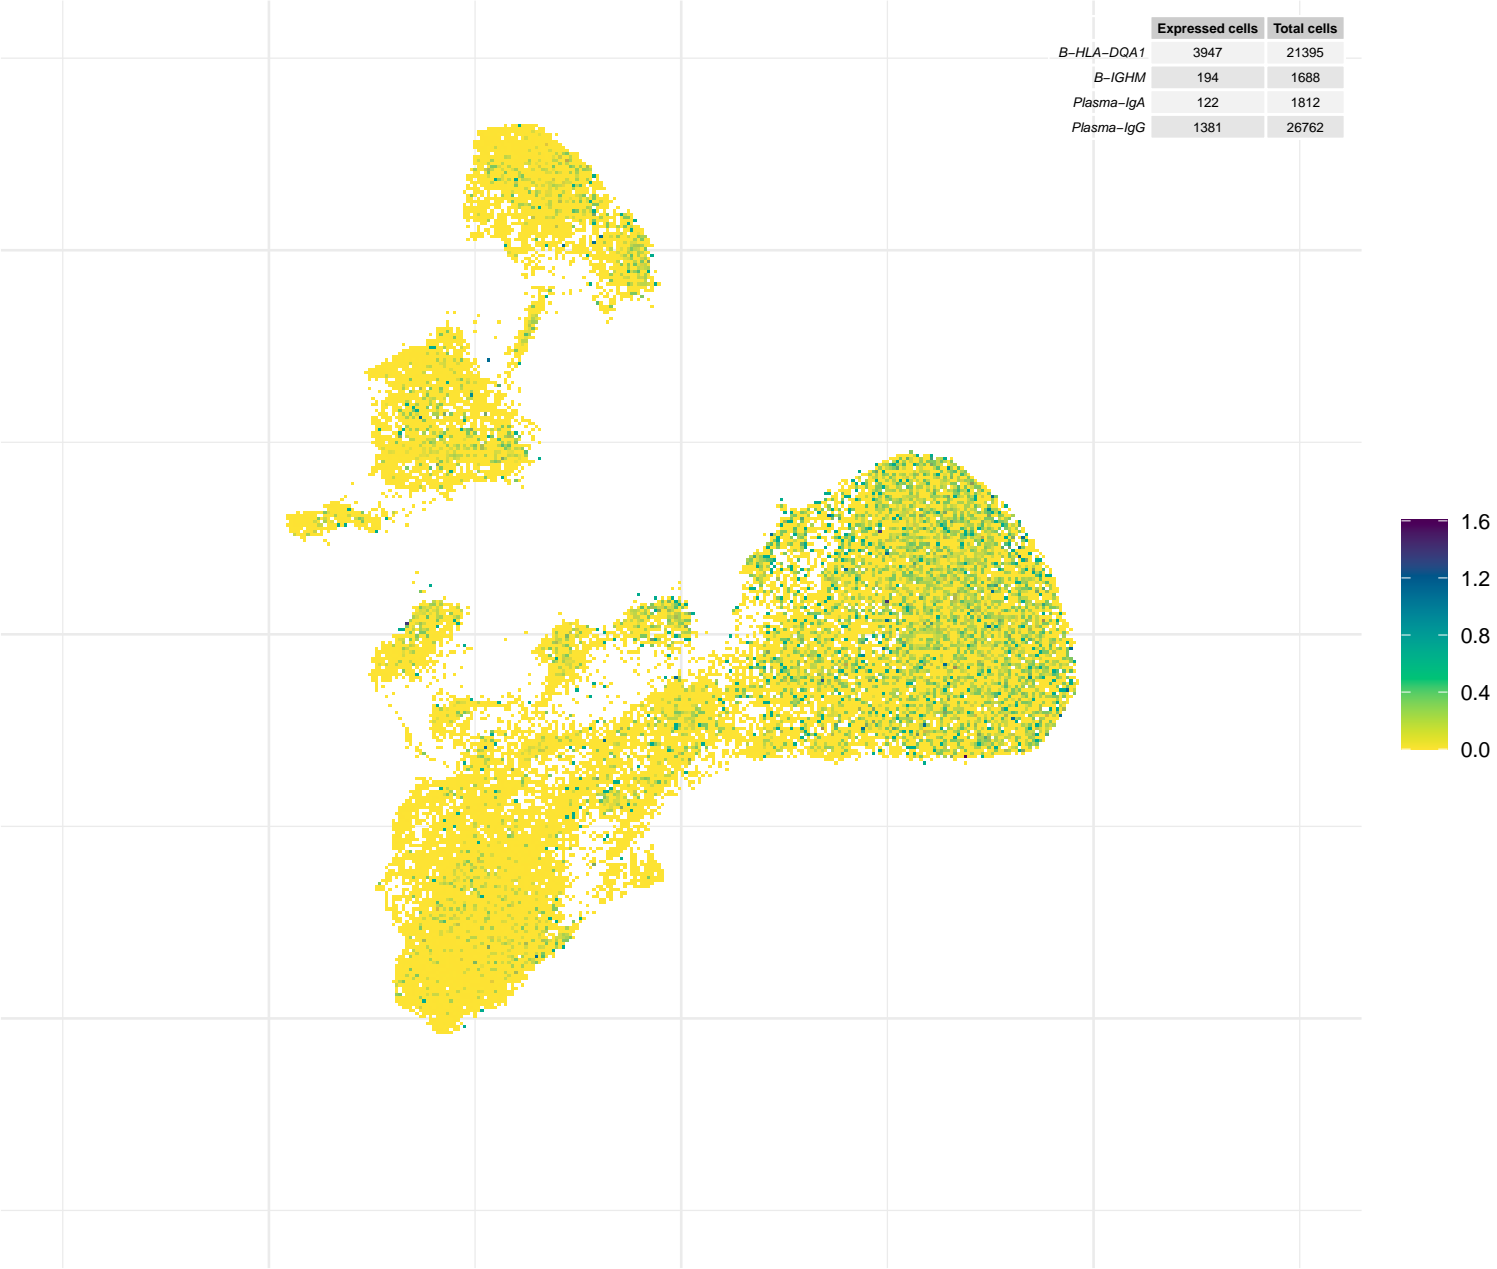 Expressed cells Total cells
B−HLA−DQA1 3947 21395
B−IGHM 194 1688
Plasma−IgA 122 1812
Plasma−IgG 1381 26762
1.6
1.2
0.8
0.4
0.0